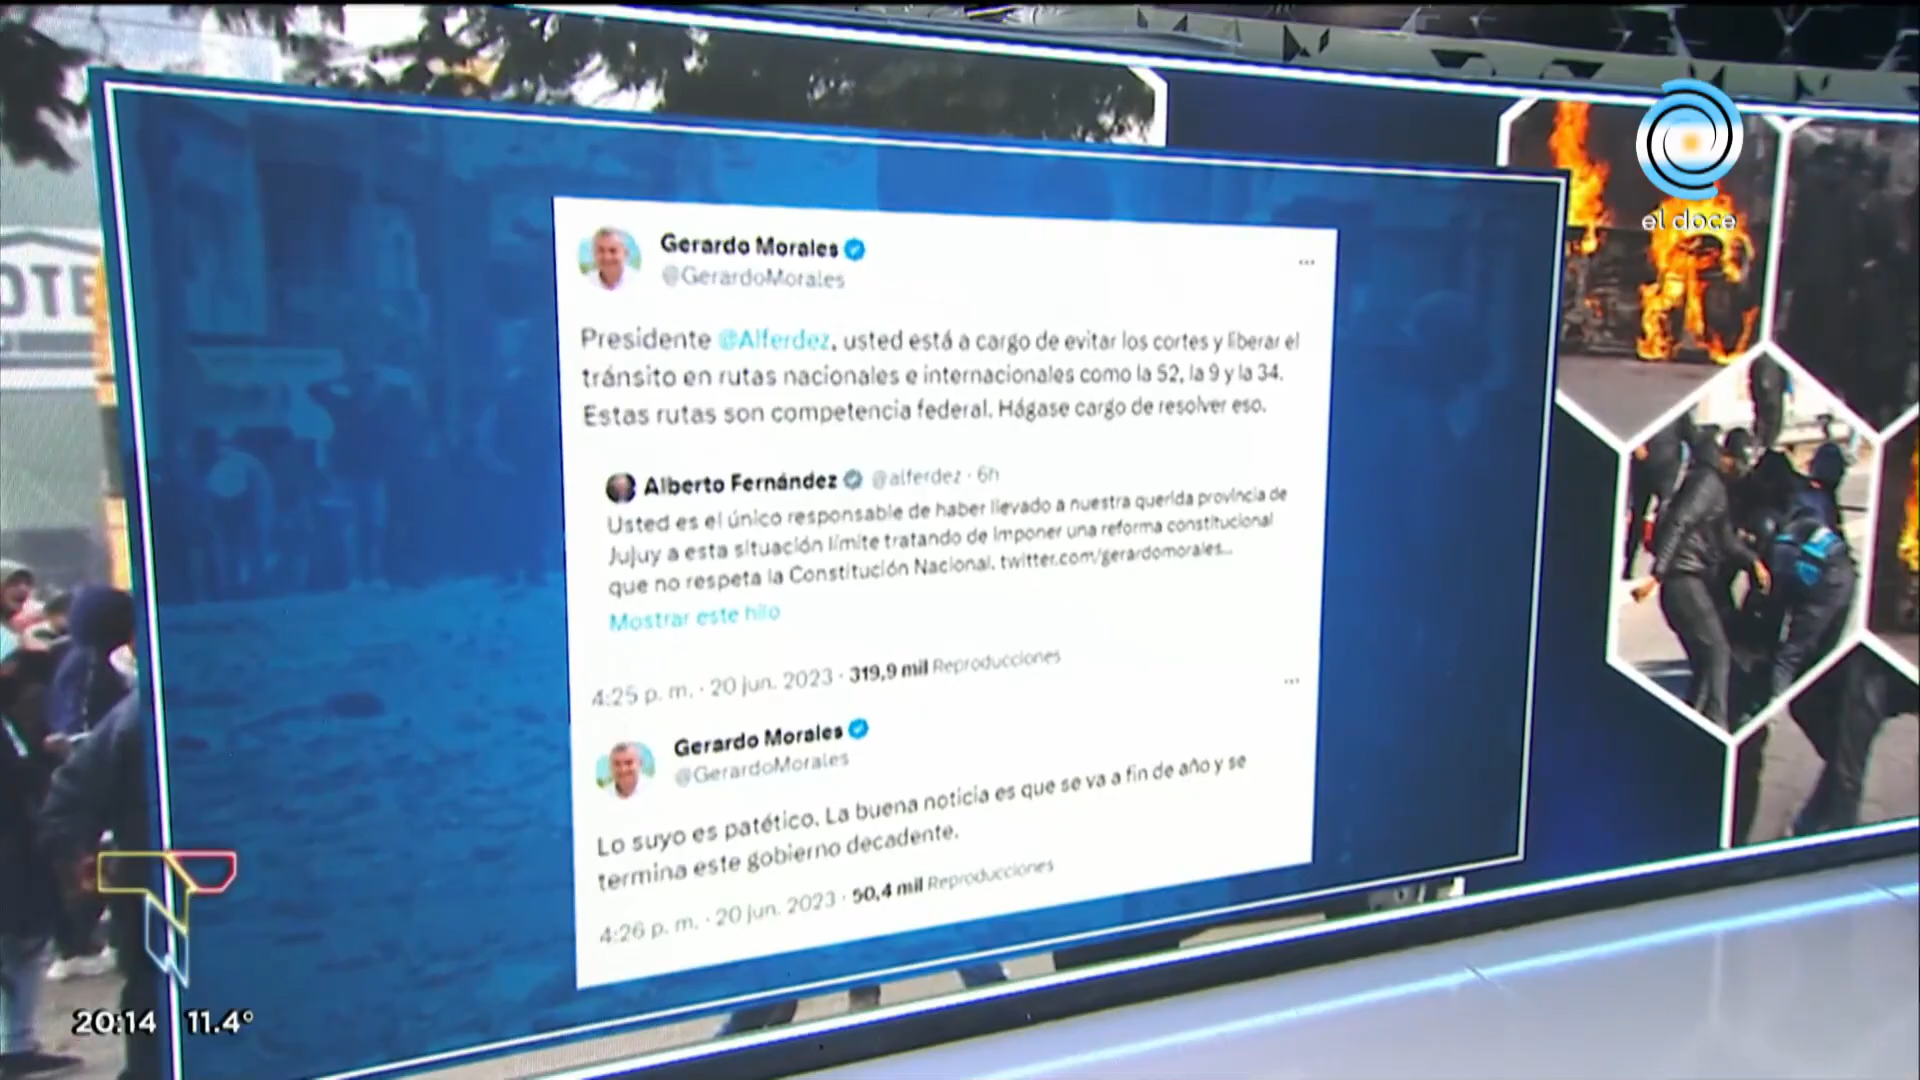 el doce
OTE
Gerardo Morales
@GerardoMorales
...
Presidente @Alferdez, usted está a cargo de evitar los cortes y liberar el
tránsito en rutas nacionales e internacionales como la 52, la 9 y la 34.
Estas rutas son competencia federal. Hágase cargo de resolver eso.
Alberto Fernández @alferdez · 6h
Usted es el único responsable de haber llevado a nuestra querida provincia de
Jujuy a esta situación límite tratando de imponer una reforma constitucional
que no respeta la Constitución Nacional. twitter.com/gerardomorales...
Mostrar este hilo
4:25 p. m. · 20 jun. 2023 · 319,9 mil Reproducciones
...
Gerardo Morales
@GerardoMorales
Lo suyo es patético. La buena noticia es que se va a fin de año y se
termina este gobierno decadente.
4:26 p. m. · 20 jun. 2023 · 50,4 mil Reproducciones
TN
20:14 11.4°